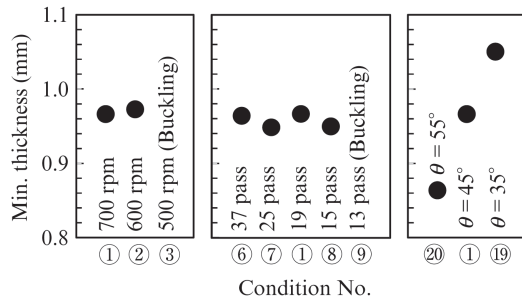 Min. thickness (mm)
1.1
1.0
0.9
0.8
700 rpm
600 rpm
500 rpm (Buckling)
37 pass
25 pass
19 pass
15 pass
13 pass (Buckling)
θ = 55°
θ = 45°
θ = 35°
① ② ③ ⑥ ⑦ ① ⑧ ⑨ ⑳ ① ⑲
Condition No.